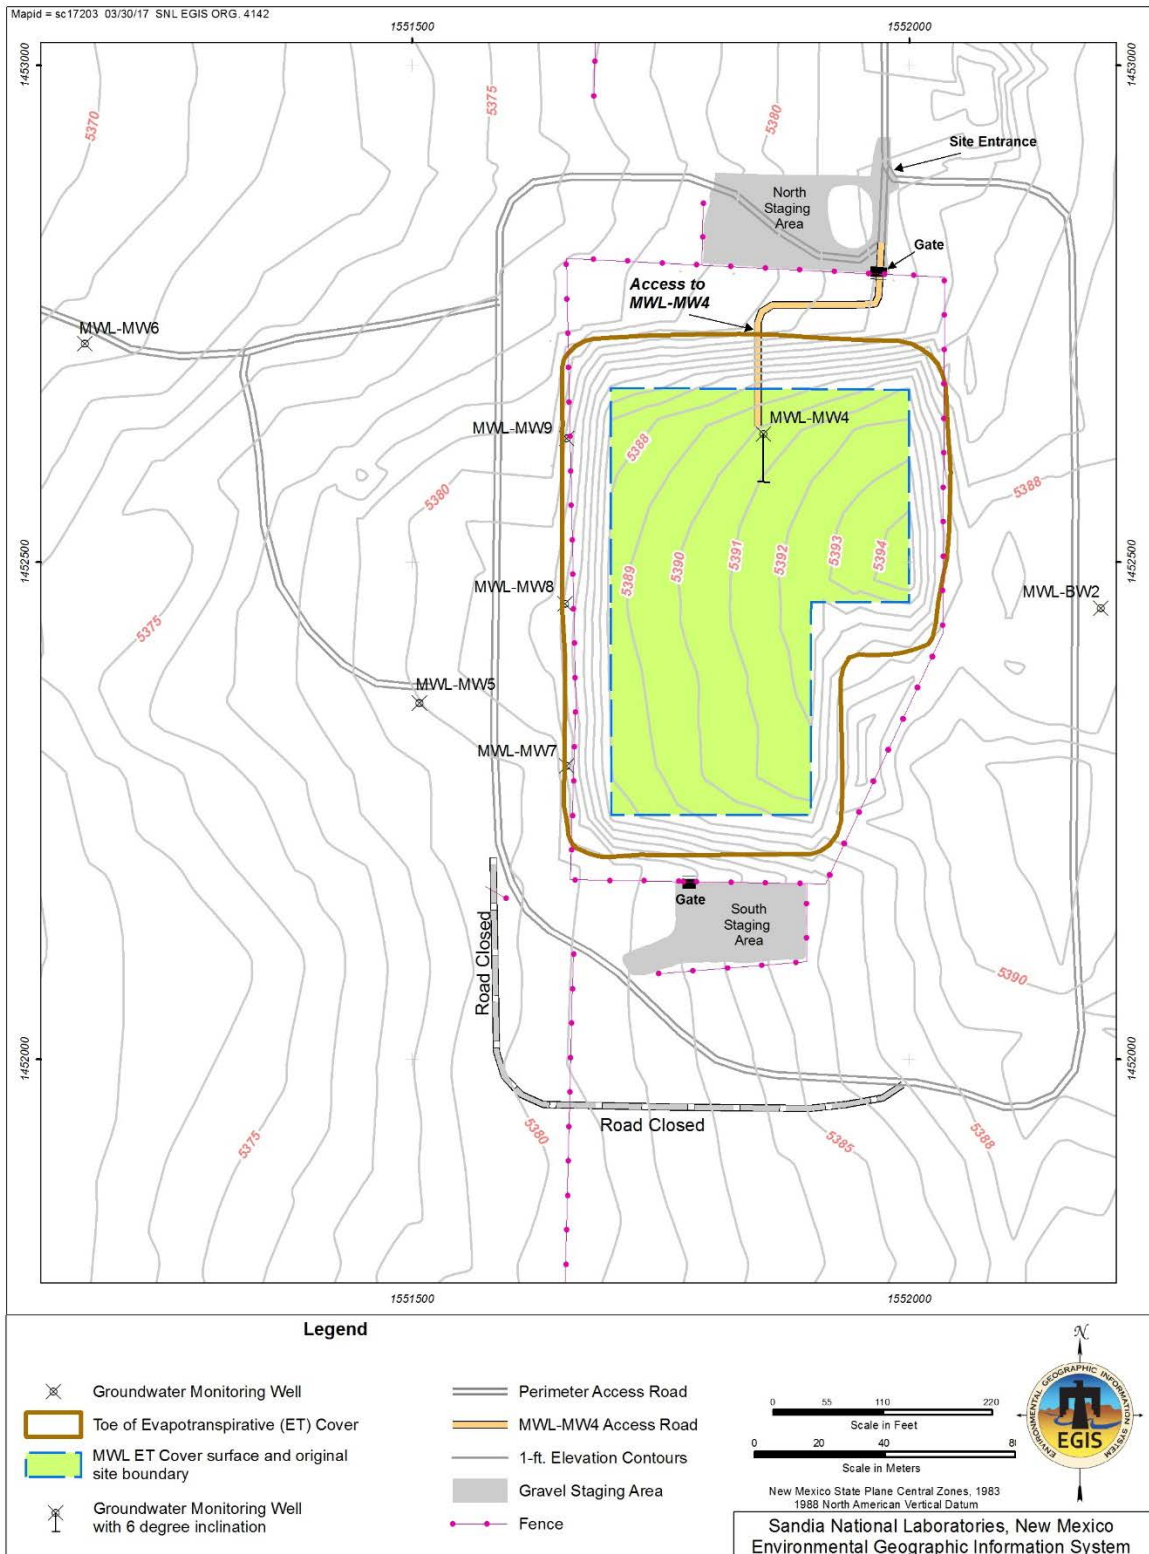 Mapid = sc17203 03/30/17 SNL EGIS ORG. 4142
1551500
1552000
1453000
1453000
5370
5375
5380
Site Entrance
North
Staging
Area
Gate
Access to
MWL-MW4
MWL-MW6
MWL-MW9
MWL-MW4
5388
5380
5388
1452500
1452500
5389
5390
5391
5392
5393
5394
MWL-MW8
MWL-BW2
5375
MWL-MW5
MWL-MW7
Gate
South
Staging
Area
Road Closed
5390
1452000
1452000
Road Closed
5375
5380
5385
5388
1551500
1552000
Legend
Groundwater Monitoring Well
Toe of Evapotranspirative (ET) Cover
MWL ET Cover surface and original
site boundary
Groundwater Monitoring Well
with 6 degree inclination
Perimeter Access Road
MWL-MW4 Access Road
1-ft. Elevation Contours
Gravel Staging Area
Fence
0 55 110 220
Scale in Feet
0 20 40 80
Scale in Meters
New Mexico State Plane Central Zones, 1983
1988 North American Vertical Datum
N
ENVIRONMENTAL GEOGRAPHIC INFORMATION SYSTEM
EGIS
Sandia National Laboratories, New Mexico
Environmental Geographic Information System